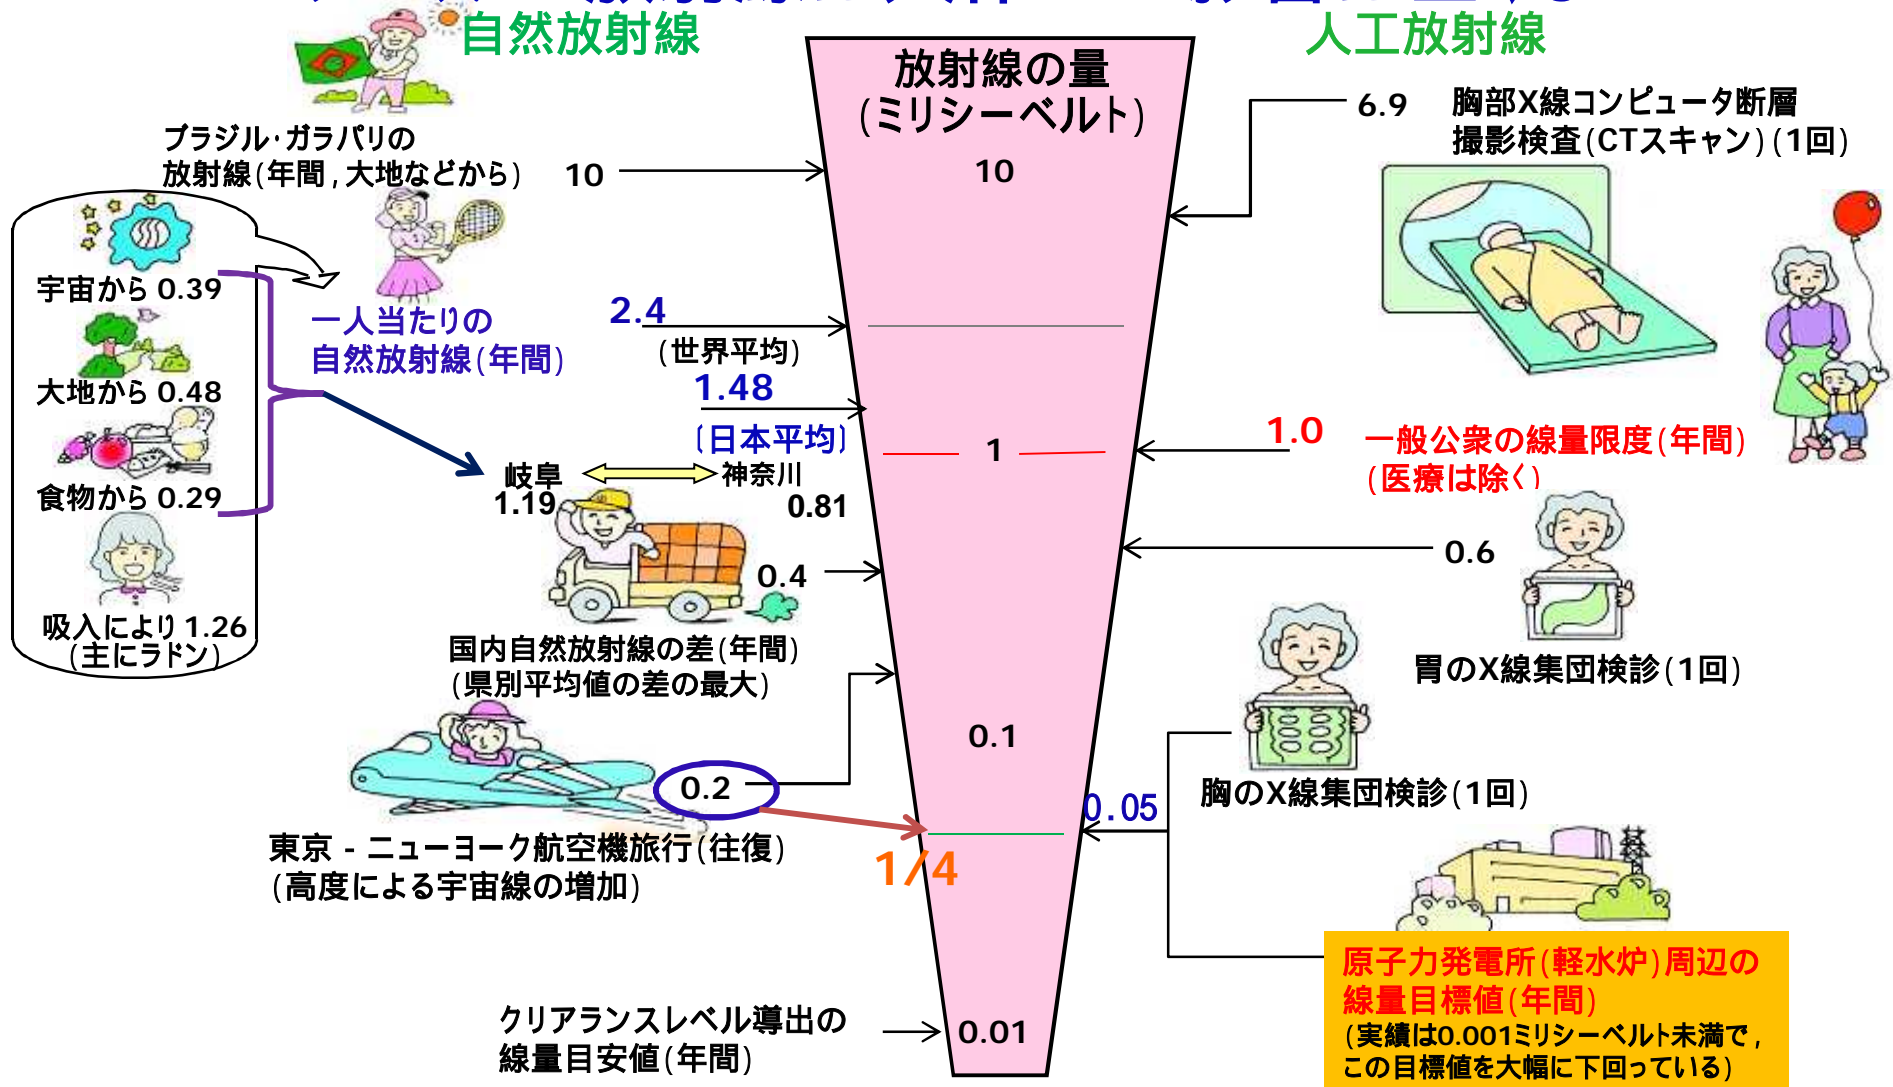 自然放射線
人工放射線
放射線の量
(ミリシーベルト)
10
1
0.1
0.01
ブラジル・ガラパリの
放射線(年間,大地などから)
10
宇宙から 0.39
大地から 0.48
食物から 0.29
吸入により 1.26
(主にラドン)
一人当たりの
自然放射線(年間)
2.4
(世界平均)
1.48
(日本平均)
岐阜
神奈川
1.19
0.81
0.4
国内自然放射線の差(年間)
(県別平均値の差の最大)
0.2
東京 - ニューヨーク航空機旅行(往復)
(高度による宇宙線の増加)
1/4
クリアランスレベル導出の
線量目安値(年間)
6.9
胸部X線コンピュータ断層
撮影検査(CTスキャン)(1回)
1.0
一般公衆の線量限度(年間)
(医療は除く)
0.6
胃のX線集団検診(1回)
胸のX線集団検診(1回)
0.05
原子力発電所(軽水炉)周辺の
線量目標値(年間)
(実績は0.001ミリシーベルト未満で,
この目標値を大幅に下回っている)